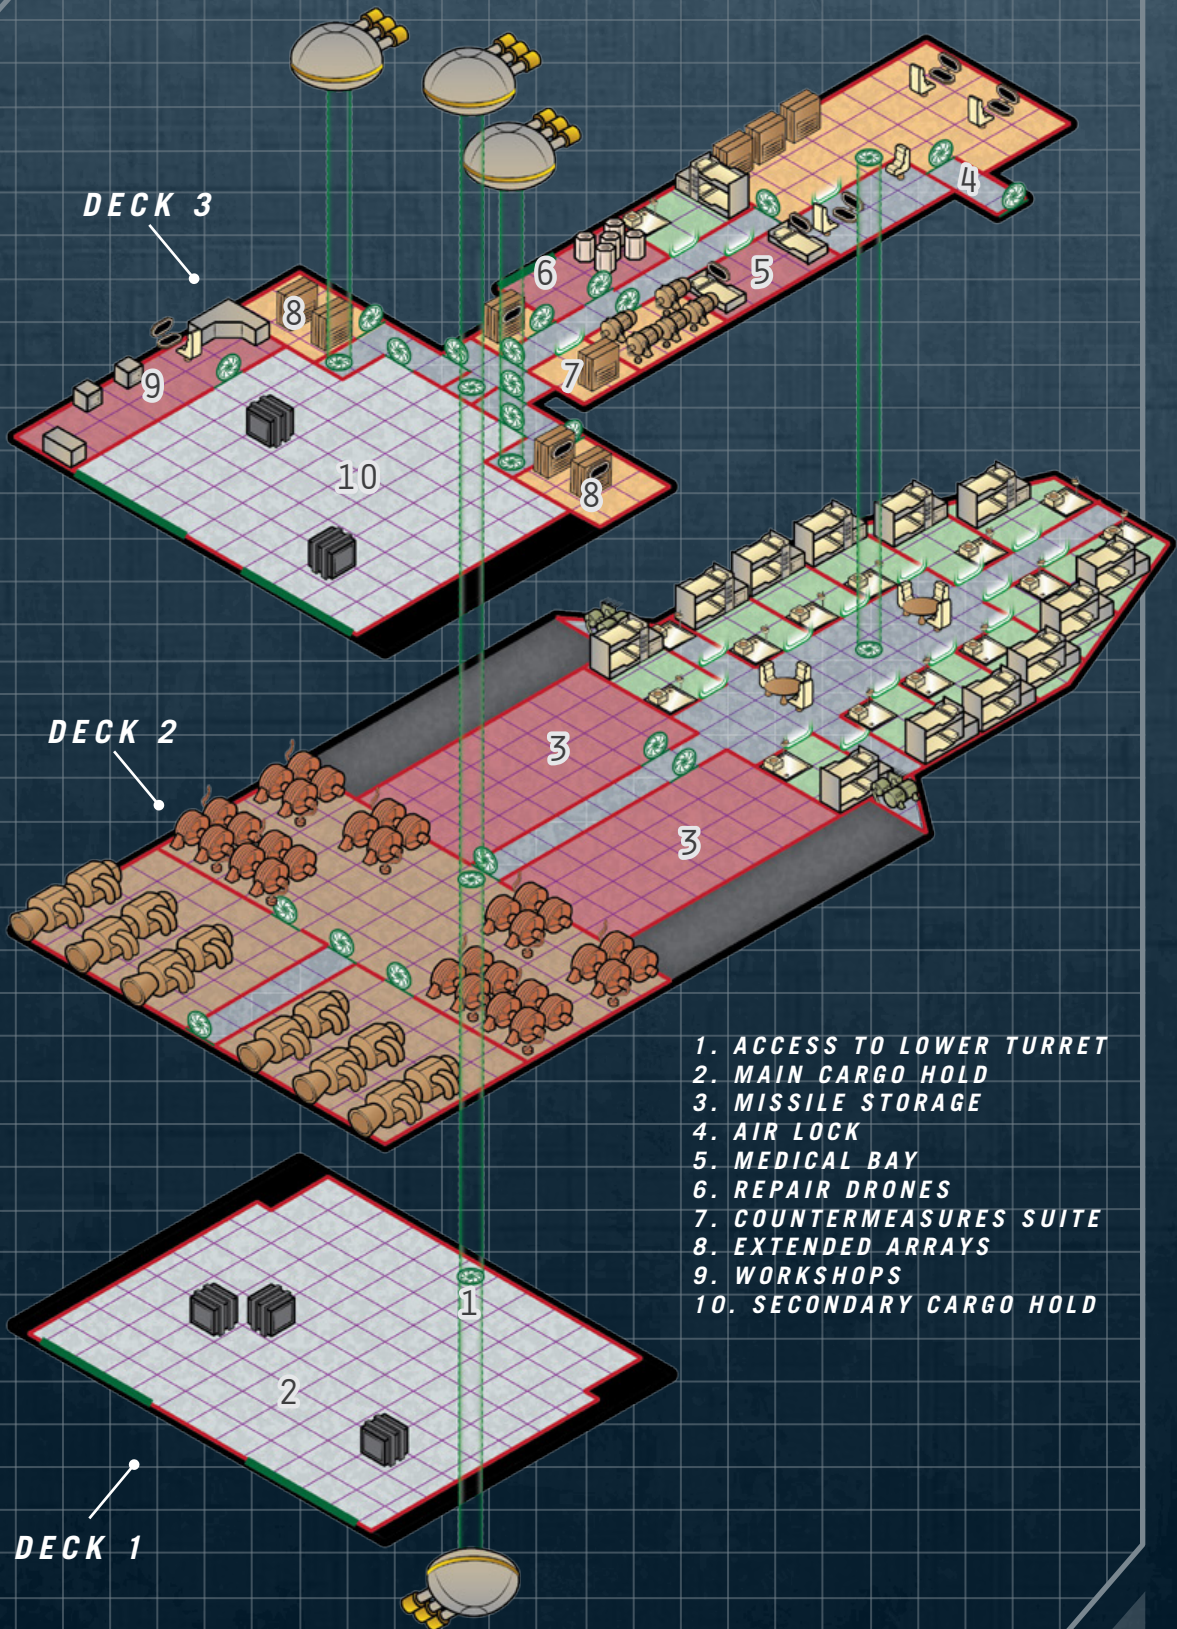 4
DECK 3
5
6
8
7
9
10
8
DECK 2
3
3
1. ACCESS TO LOWER TURRET
2. MAIN CARGO HOLD
3. MISSILE STORAGE
4. AIR LOCK
5. MEDICAL BAY
6. REPAIR DRONES
7. COUNTERMEASURES SUITE
8. EXTENDED ARRAYS
9. WORKSHOPS
10. SECONDARY CARGO HOLD
1
2
DECK 1